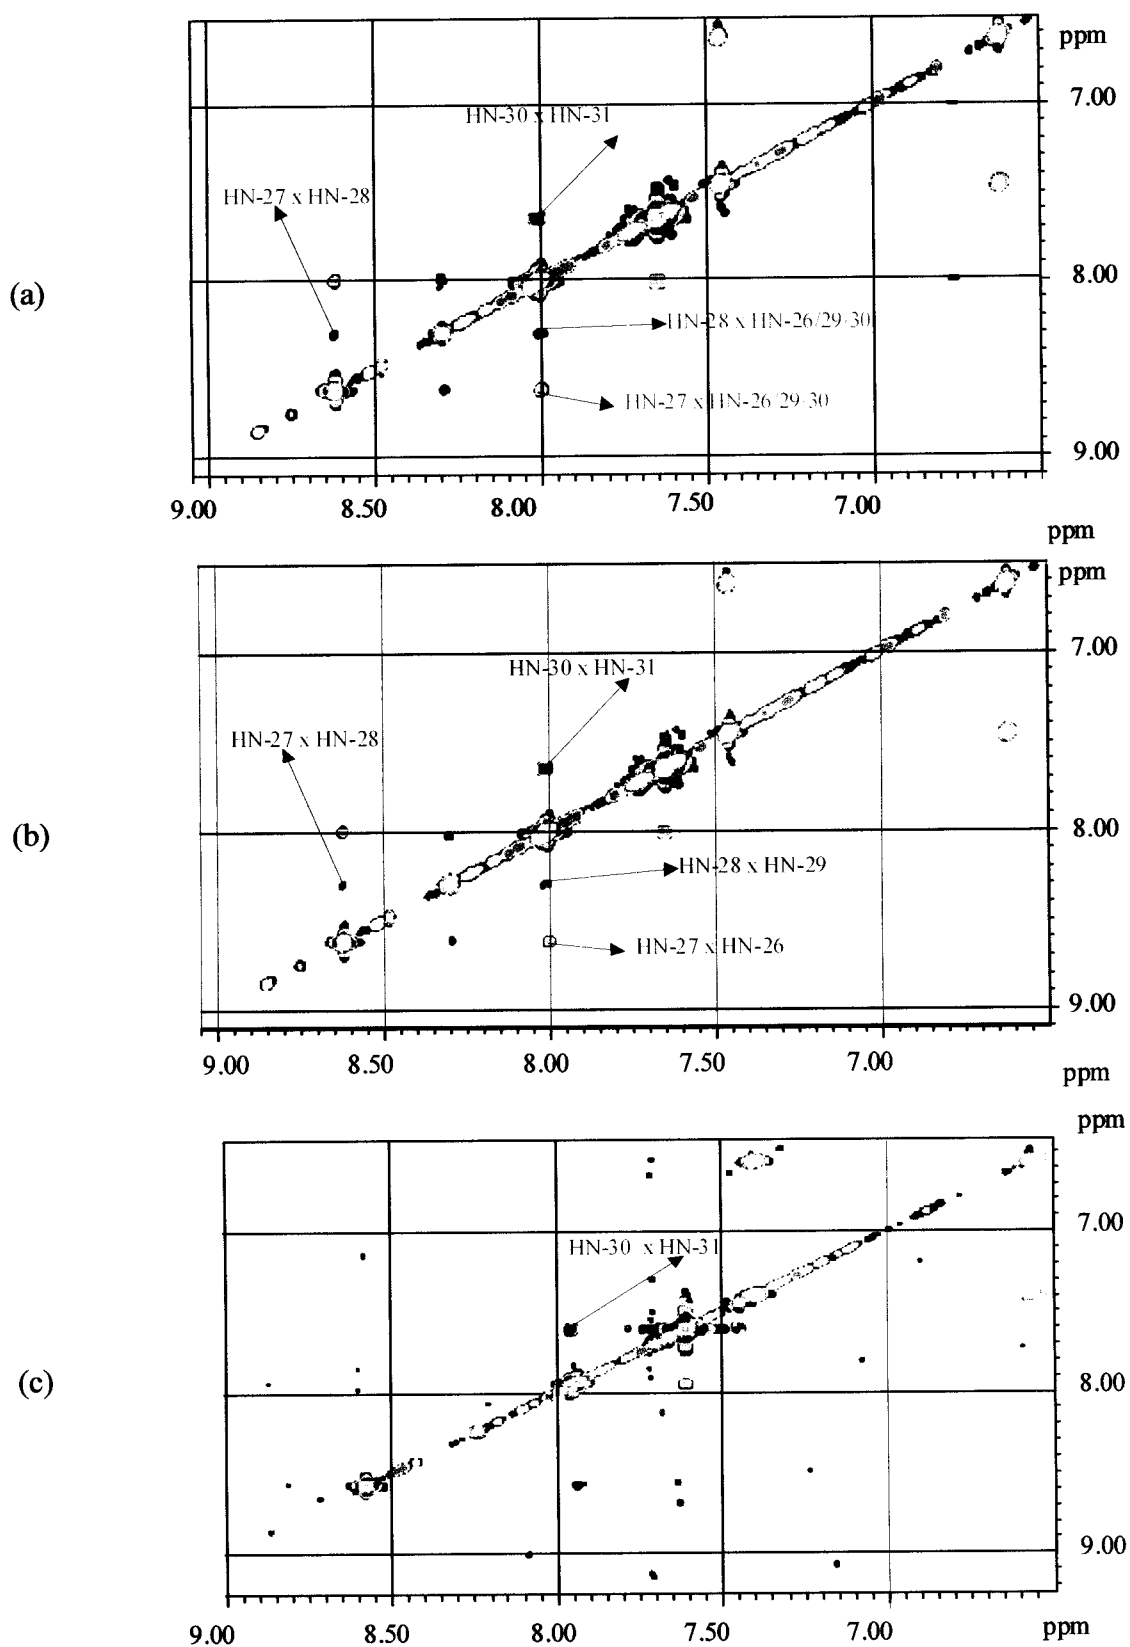 ppm
7.00
HN-30 x HN-31
HN-27 x HN-28
(a)
8.00
HN-28 x HN-26/29-30
HN-27 x HN-26/29-30
9.00
9.00 8.50 8.00 7.50 7.00
ppm
ppm
7.00
HN-30 x HN-31
HN-27 x HN-28
(b)
8.00
HN-28 x HN-29
HN-27 x HN-26
9.00
9.00 8.50 8.00 7.50 7.00
ppm
ppm
7.00
HN-30 x HN-31
(c)
8.00
9.00
9.00 8.50 8.00 7.50 7.00 ppm